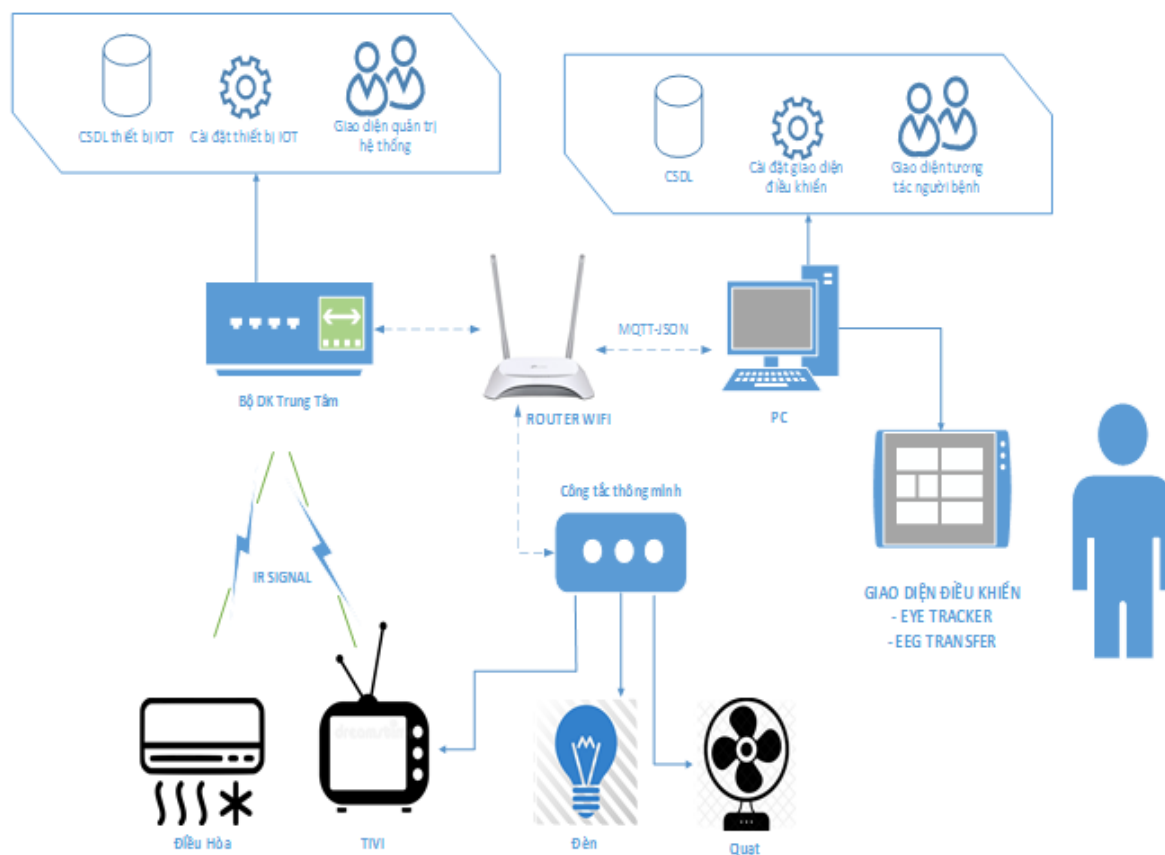 CSDL thiết bị IOT
Cài đặt thiết bị IOT
Giao diện quản trị
hệ thống
CSDL
Cài đặt giao diện
điều khiển
Giao diện tương
tác người bệnh
MQTT-JSON
Bộ DK Trung Tâm
ROUTER WIFI
PC
Công tắc thông minh
IR SIGNAL
GIAO DIỆN ĐIỀU KHIỂN
- EYE TRACKER
- EEG TRANSFER
dreamstime
Điều Hòa
TIVI
Đèn
Quat